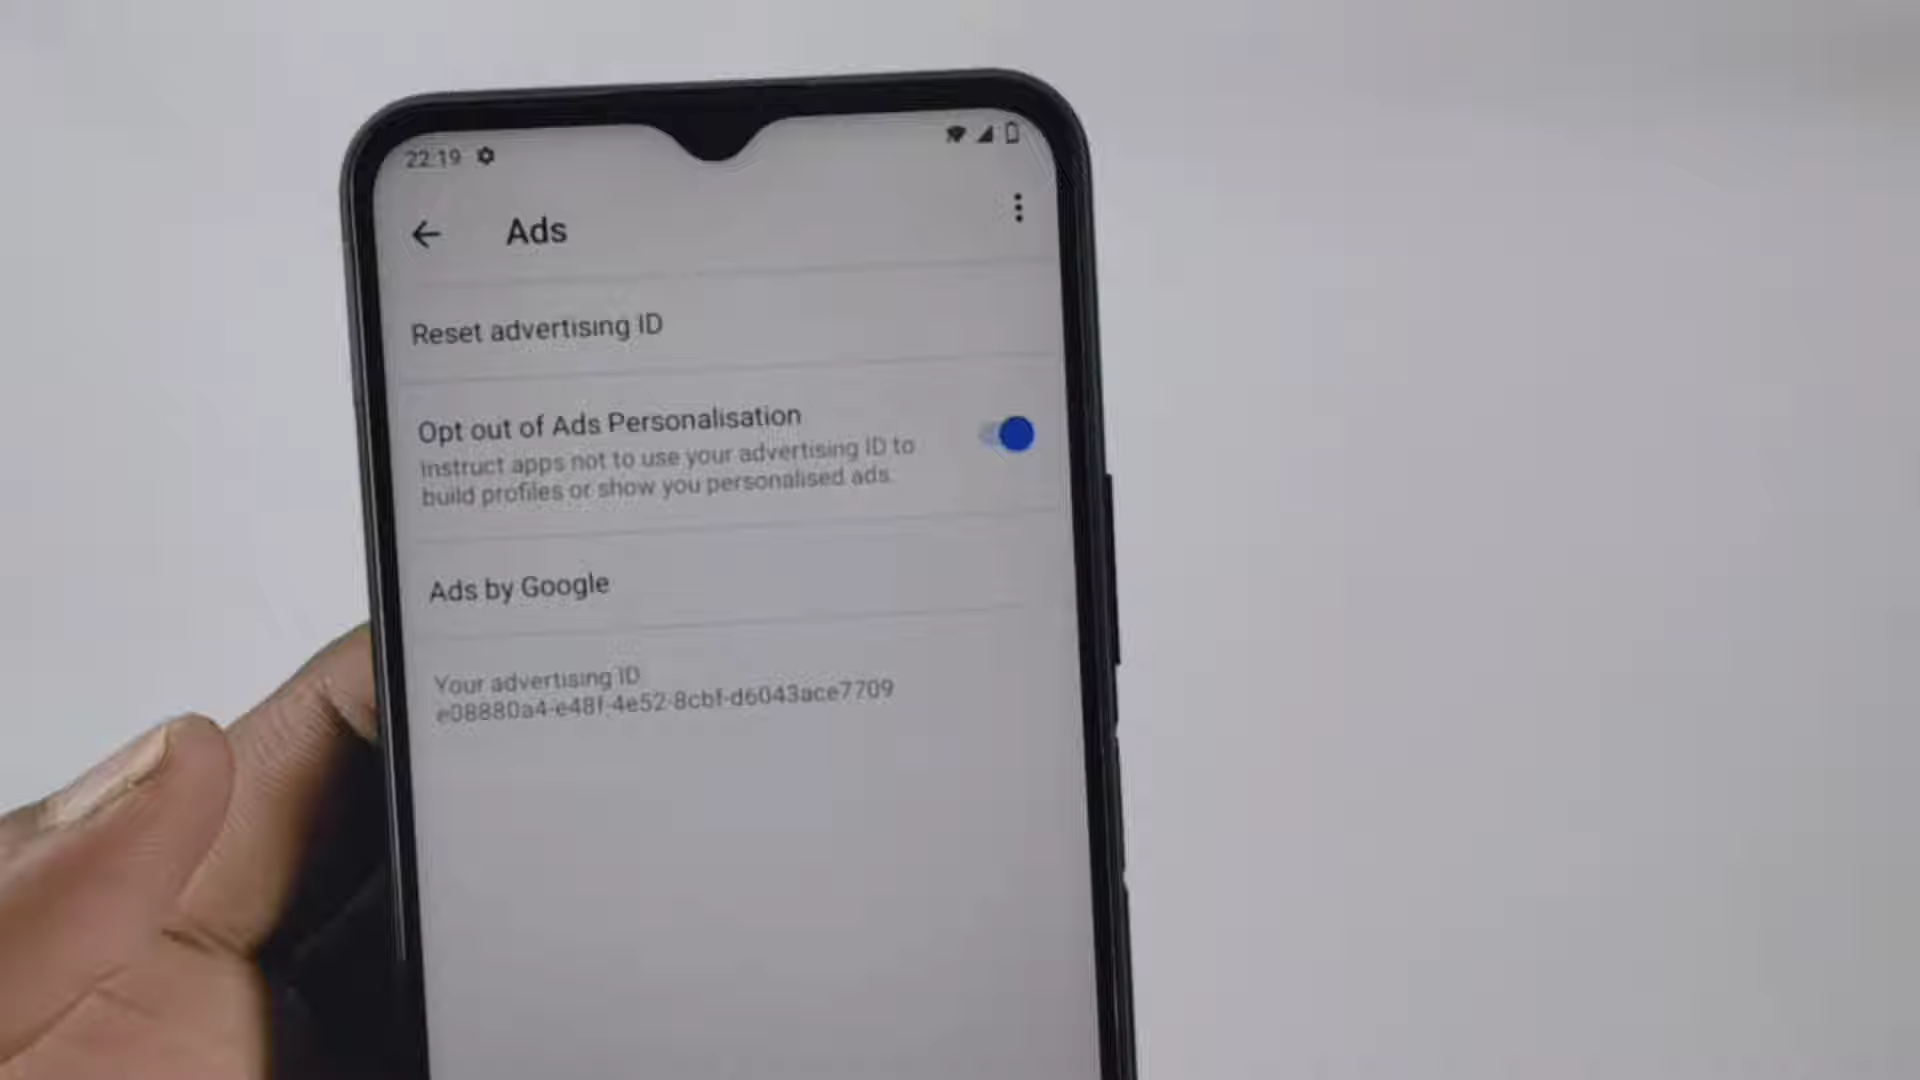 22:19
Ads
Reset advertising ID
Opt out of Ads Personalisation
Instruct apps not to use your advertising ID to
build profiles or show you personalised ads.
Ads by Google
Your advertising ID
e08880a4-e48f-4e52-8cbf-d6043ace7709